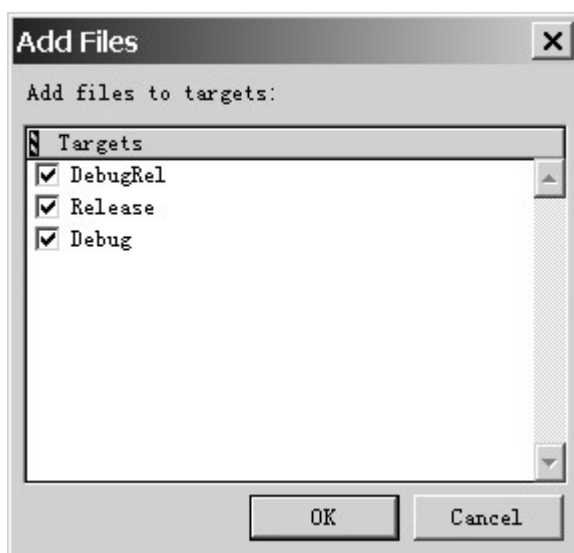 Add Files
Add files to targets:
Targets
DebugRel
Release
Debug
OK Cancel